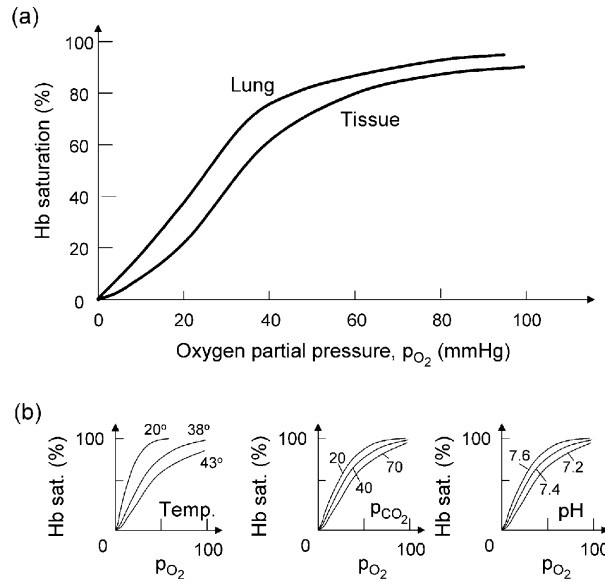 (a)
Hb saturation (%)
100
80
60
40
20
0
Lung
Tissue
0 20 40 60 80 100
Oxygen partial pressure, pO2 (mmHg)
(b)
Hb sat. (%)
100
20° 38°
43°
Temp.
0 100
pO2
Hb sat. (%)
100
20
70
40
pCO2
0 100
pO2
Hb sat. (%)
100
7.6
7.2
7.4
pH
0 100
pO2